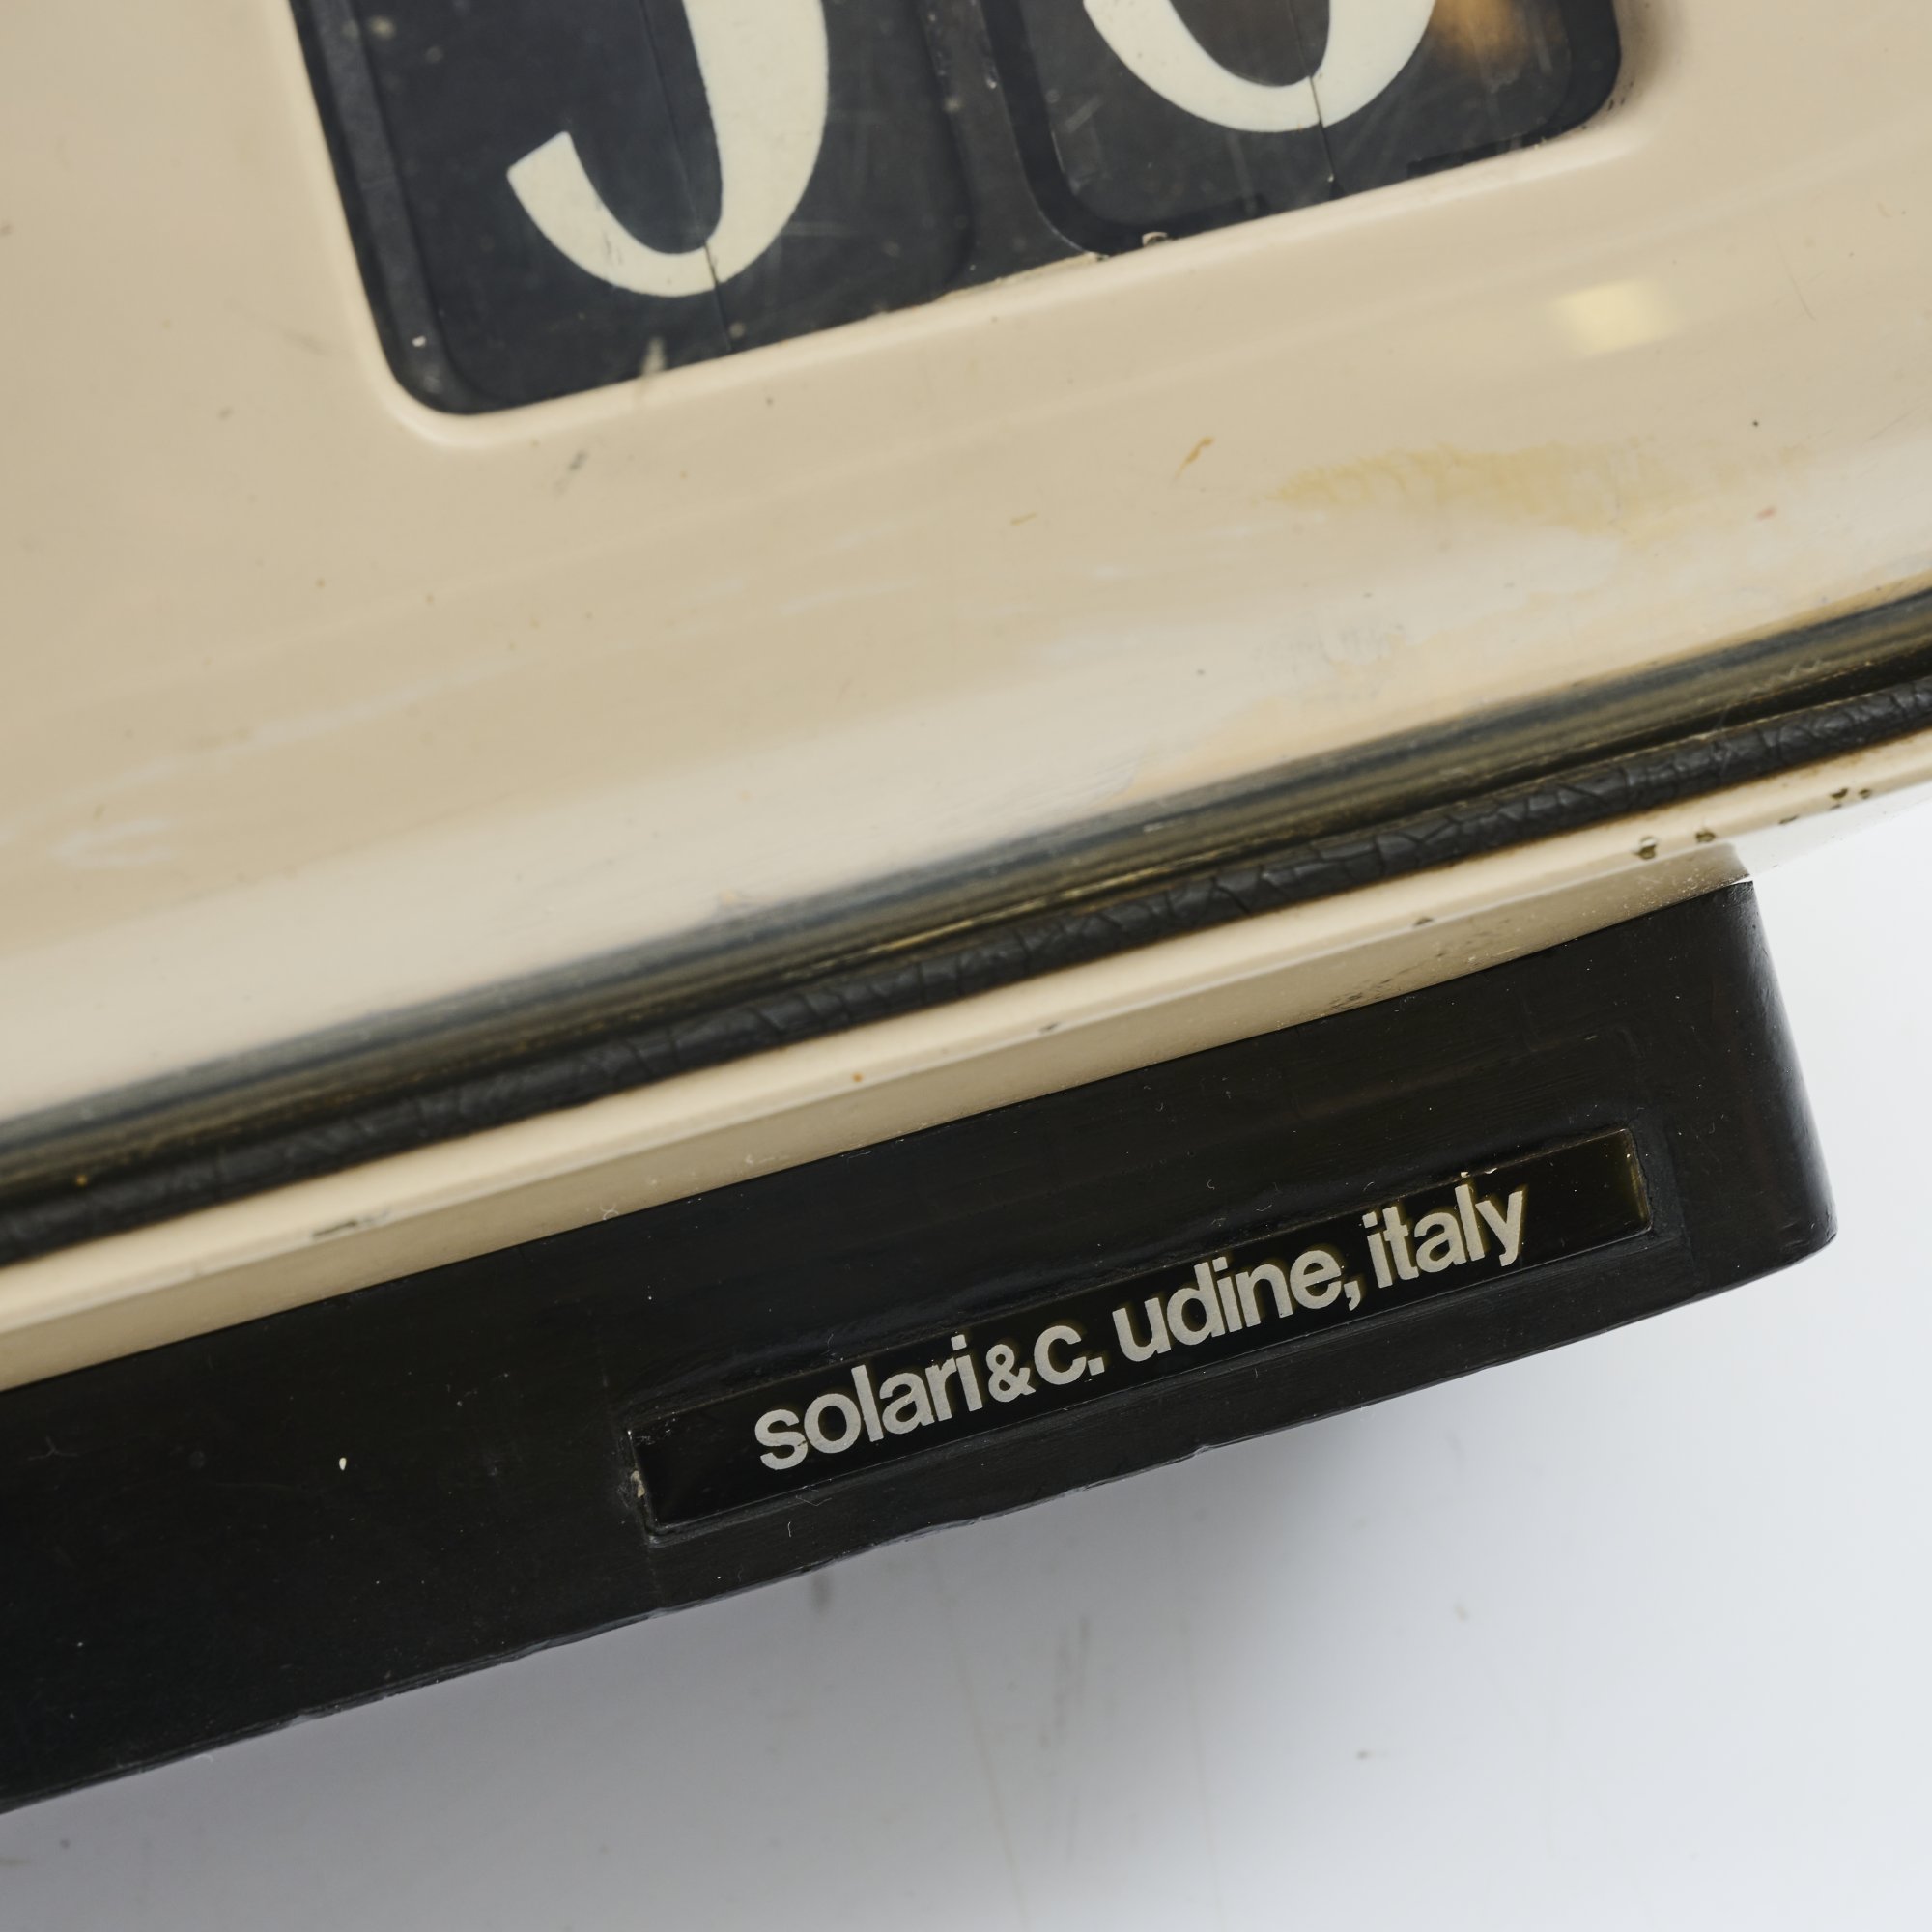 solari & c. udine, italy